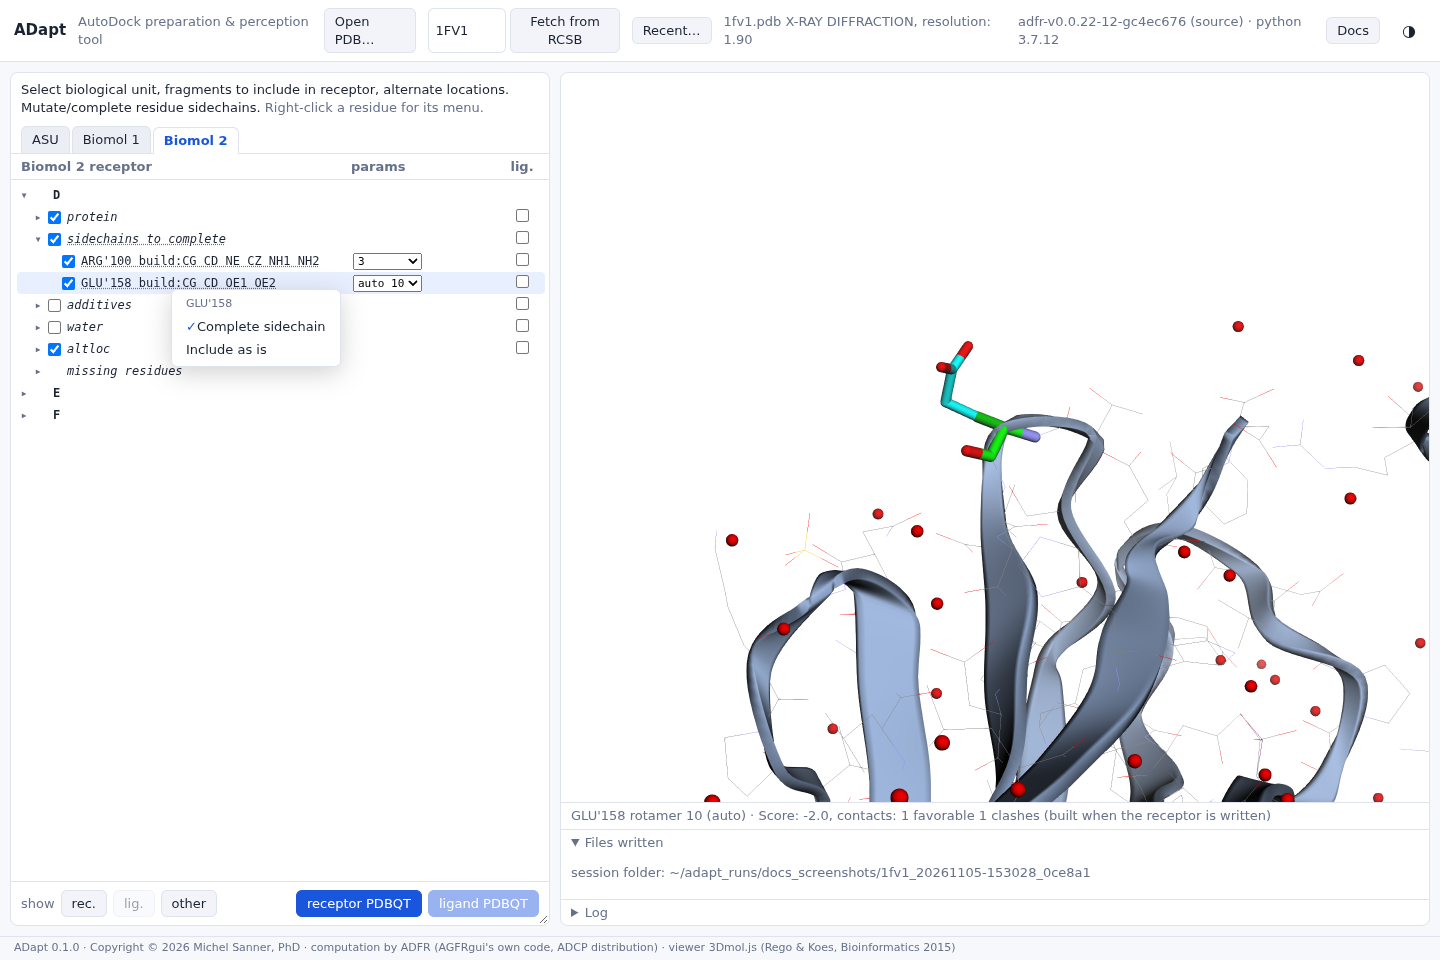 ADapt
AutoDock preparation & perception tool
Open PDB...
1FV1
Fetch from RCSB
Recent...
1fv1.pdb X-RAY DIFFRACTION, resolution: 1.90
adfr-v0.0.22-12-gc4ec676 (source) · python 3.7.12
Docs
Select biological unit, fragments to include in receptor, alternate locations.
Mutate/complete residue sidechains. Right-click a residue for its menu.
ASU Biomol 1 Biomol 2
Biomol 2 receptor params lig.
D
protein
sidechains to complete
ARG'100 build:CG CD NE CZ NH1 NH2 3
GLU'158 build:CG CD OE1 OE2 auto 10
additives
water
altloc
missing residues
E
F
GLU'158
✓Complete sidechain
Include as is
show rec. lig. other receptor PDBQT ligand PDBQT
GLU'158 rotamer 10 (auto) · Score: -2.0, contacts: 1 favorable 1 clashes (built when the receptor is written)
Files written
session folder: ~/adapt_runs/docs_screenshots/1fv1_20261105-153028_0ce8a1
Log
ADapt 0.1.0 · Copyright © 2026 Michel Sanner, PhD · computation by ADFR (AGFRgui's own code, ADCP distribution) · viewer 3Dmol.js (Rego & Koes, Bioinformatics 2015)